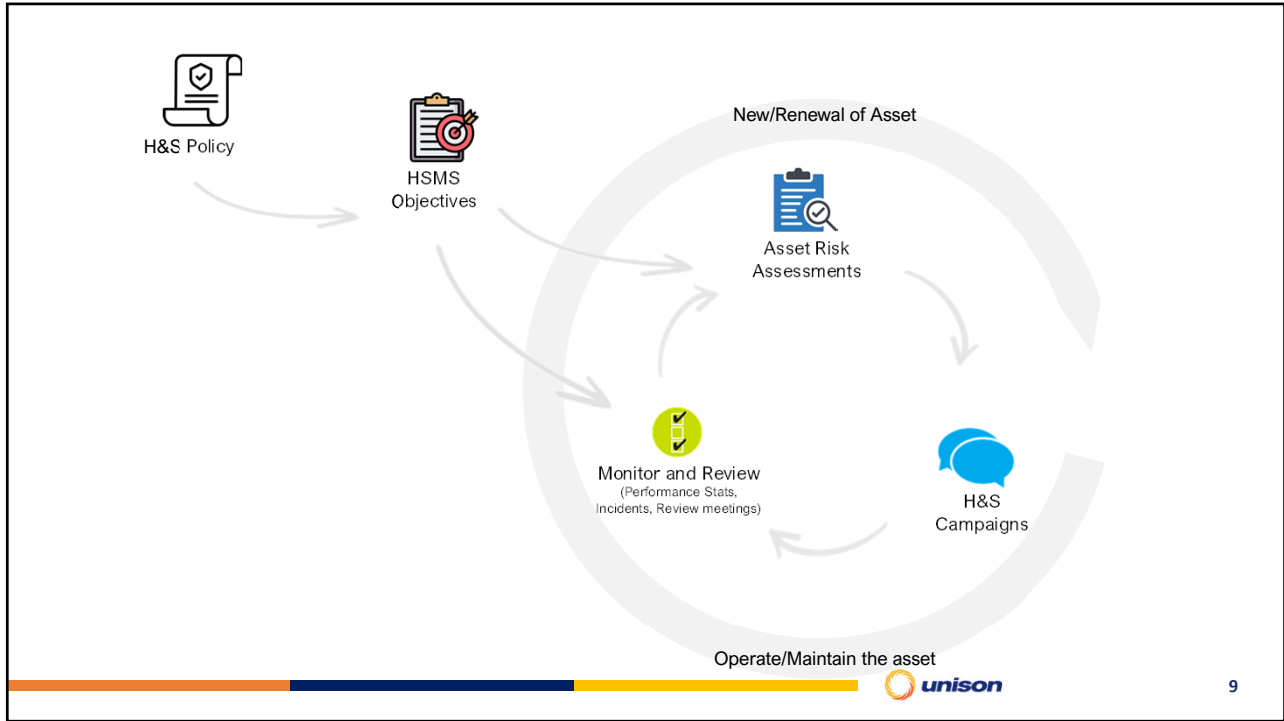 H&S Policy
HSMS
Objectives
New/Renewal of Asset
Asset Risk
Assessments
Monitor and Review
(Performance Stats,
Incidents, Review meetings)
H&S
Campaigns
Operate/Maintain the asset
unison
9